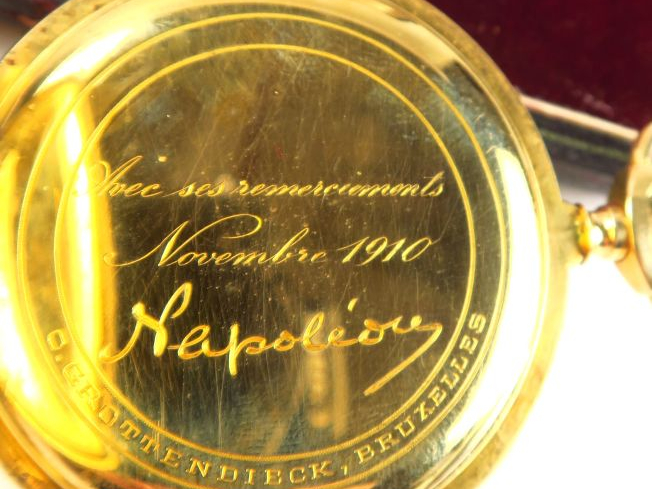 Avec ses remerciments
Novembre 1910
Napoléon
O. GROTTENDIECK, BRUXELLES